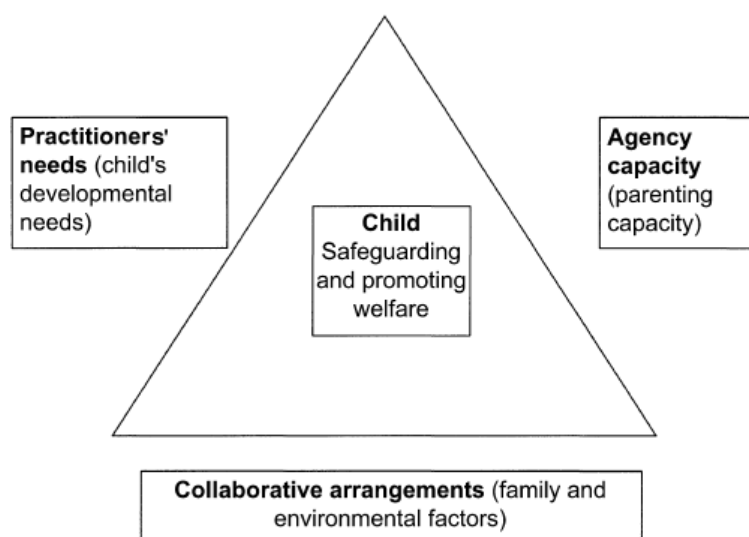 Practitioners'
needs (child's
developmental
needs)
Agency
capacity
(parenting
capacity)
Child
Safeguarding
and promoting
welfare
Collaborative arrangements (family and
environmental factors)